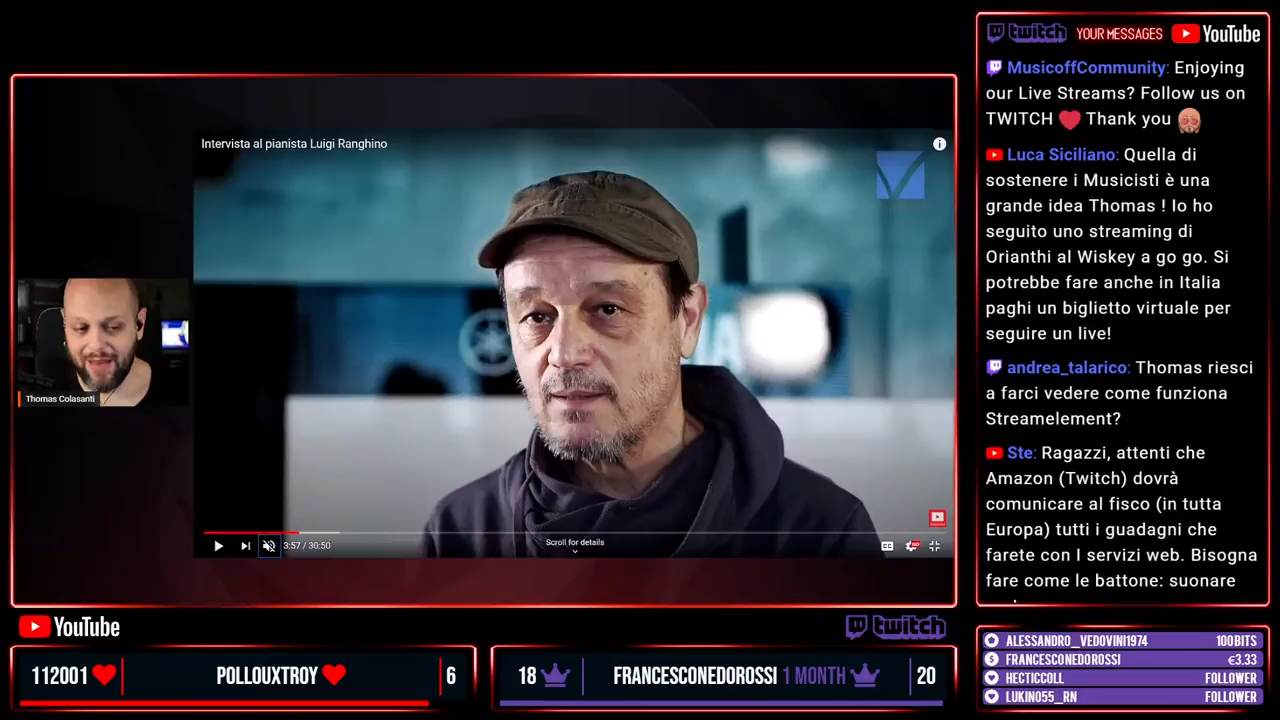 Intervista al pianista Luigi Ranghino
Thomas Colasanti
3:57 / 30:50
Scroll for details
twitch YOUR MESSAGES YouTube
MusicoffCommunity: Enjoying
our Live Streams? Follow us on
TWITCH Thank you
Luca Siciliano: Quella di
sostenere i Musicisti è una
grande idea Thomas ! Io ho
seguito uno streaming di
Orianthi al Wiskey a go go. Si
potrebbe fare anche in Italia
paghi un biglietto virtuale per
seguire un live!
andrea_talarico: Thomas riesci
a farci vedere come funziona
Streamelement?
Ste: Ragazzi, attenti che
Amazon (Twitch) dovrà
comunicare al fisco (in tutta
Europa) tutti i guadagni che
farete con I servizi web. Bisogna
fare come le battone: suonare
YouTube
twitch
112001 POLLOUXTROY 6
18 FRANCESCONEDOROSSI 1 MONTH 20
ALESSANDRO_VEDOVINI1974 100BITS
FRANCESCONEDOROSSI €3.33
HECTICCOLL FOLLOWER
LUKINO55_RN FOLLOWER